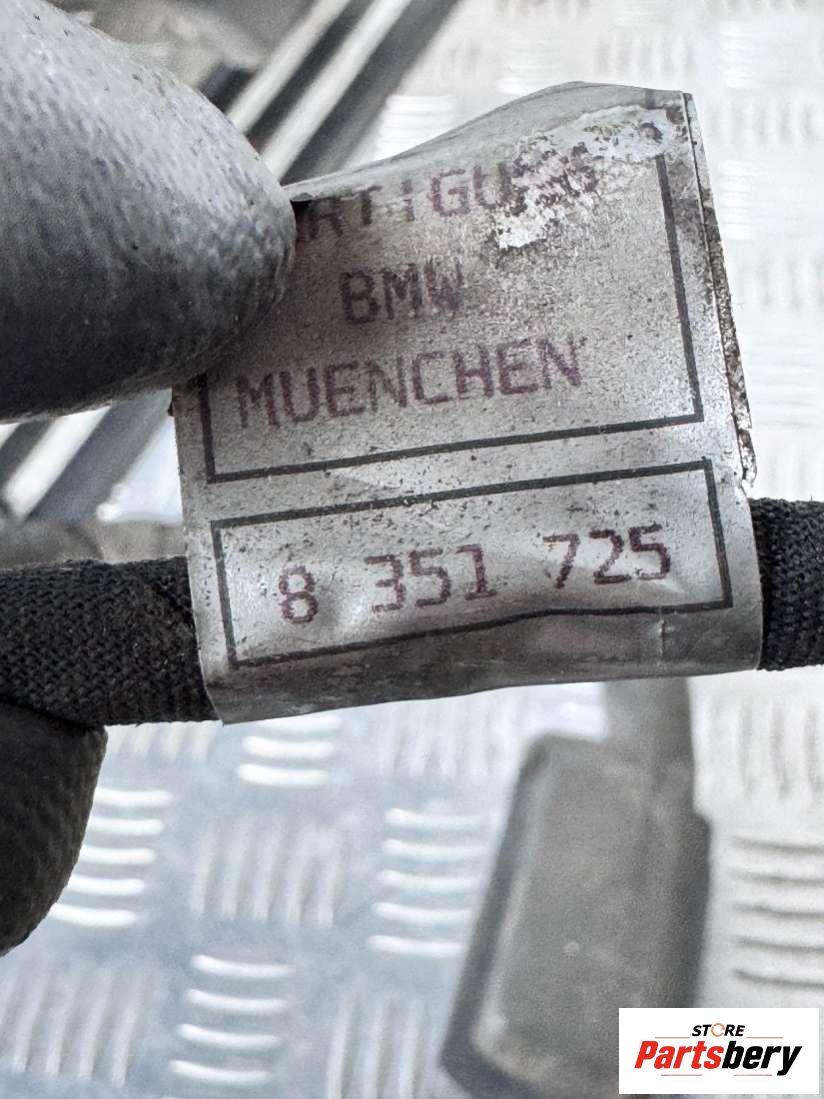 BMW
MUENCHEN
8 351 725
STORE
Partsbery